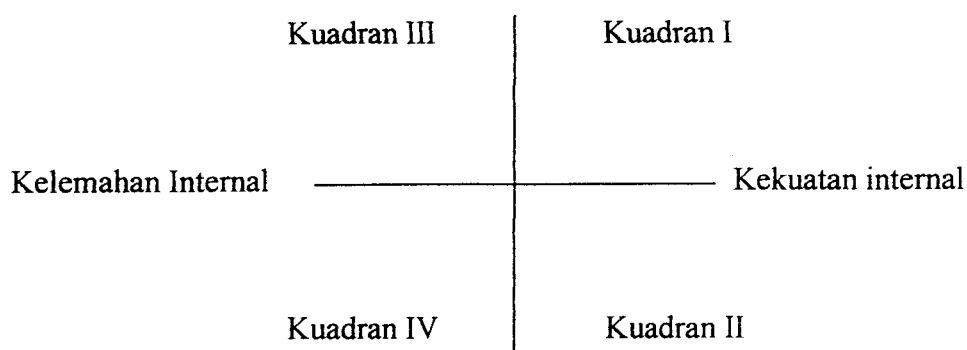 Kuadran III Kuadran I
Kelemahan Internal Kekuatan internal
Kuadran IV Kuadran II